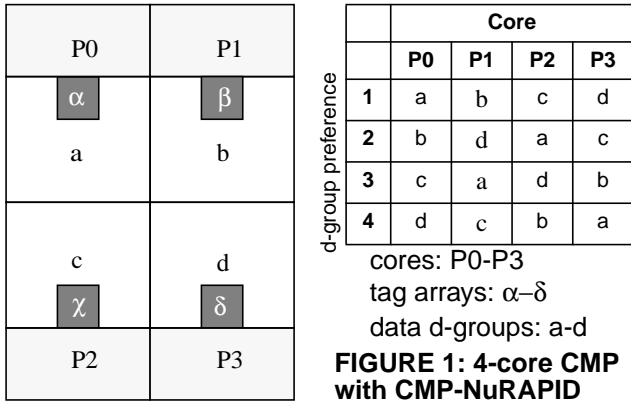 P0 P1
α β
a b
c d
χ δ
P2 P3
Core
P0 P1 P2 P3
d-group preference
1 a b c d
2 b d a c
3 c a d b
4 d c b a
cores: P0-P3
tag arrays: α–δ
data d-groups: a-d
FIGURE 1: 4-core CMP
with CMP-NuRAPID